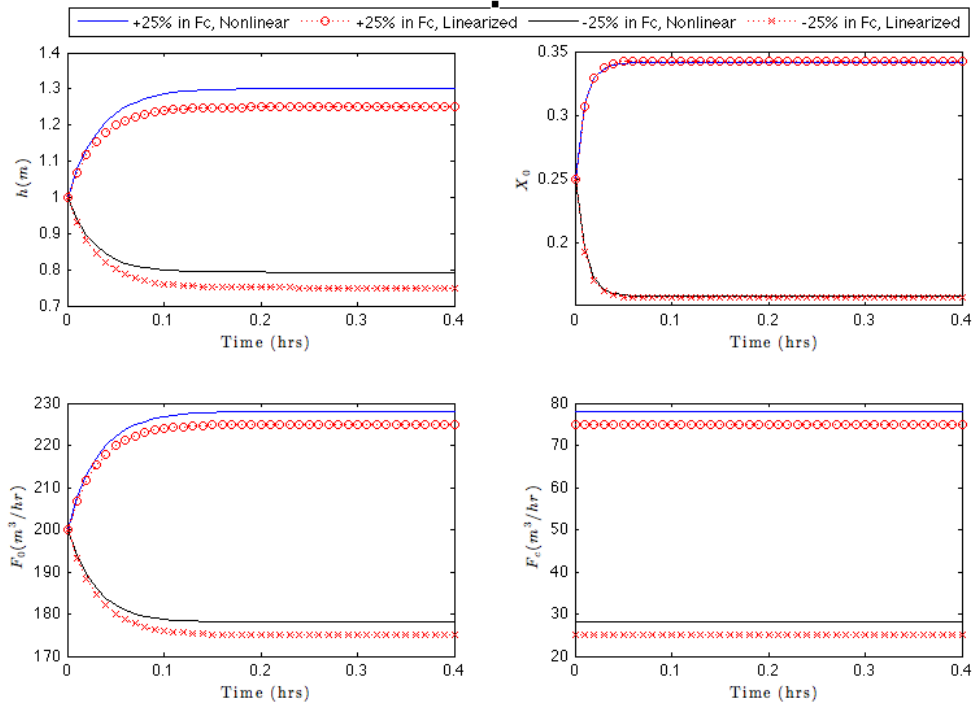 +25% in Fc, Nonlinear +25% in Fc, Linearized -25% in Fc, Nonlinear -25% in Fc, Linearized
1.4
1.3
1.2
1.1
1
0.9
0.8
0.7
h(m)
0 0.1 0.2 0.3 0.4
Time (hrs)
0.35
0.3
0.25
0.2
X₀
0 0.1 0.2 0.3 0.4
Time (hrs)
230
220
210
200
190
180
170
F₀(m³/hr)
0 0.1 0.2 0.3 0.4
Time (hrs)
80
70
60
50
40
30
20
F_c(m³/hr)
0 0.1 0.2 0.3 0.4
Time (hrs)